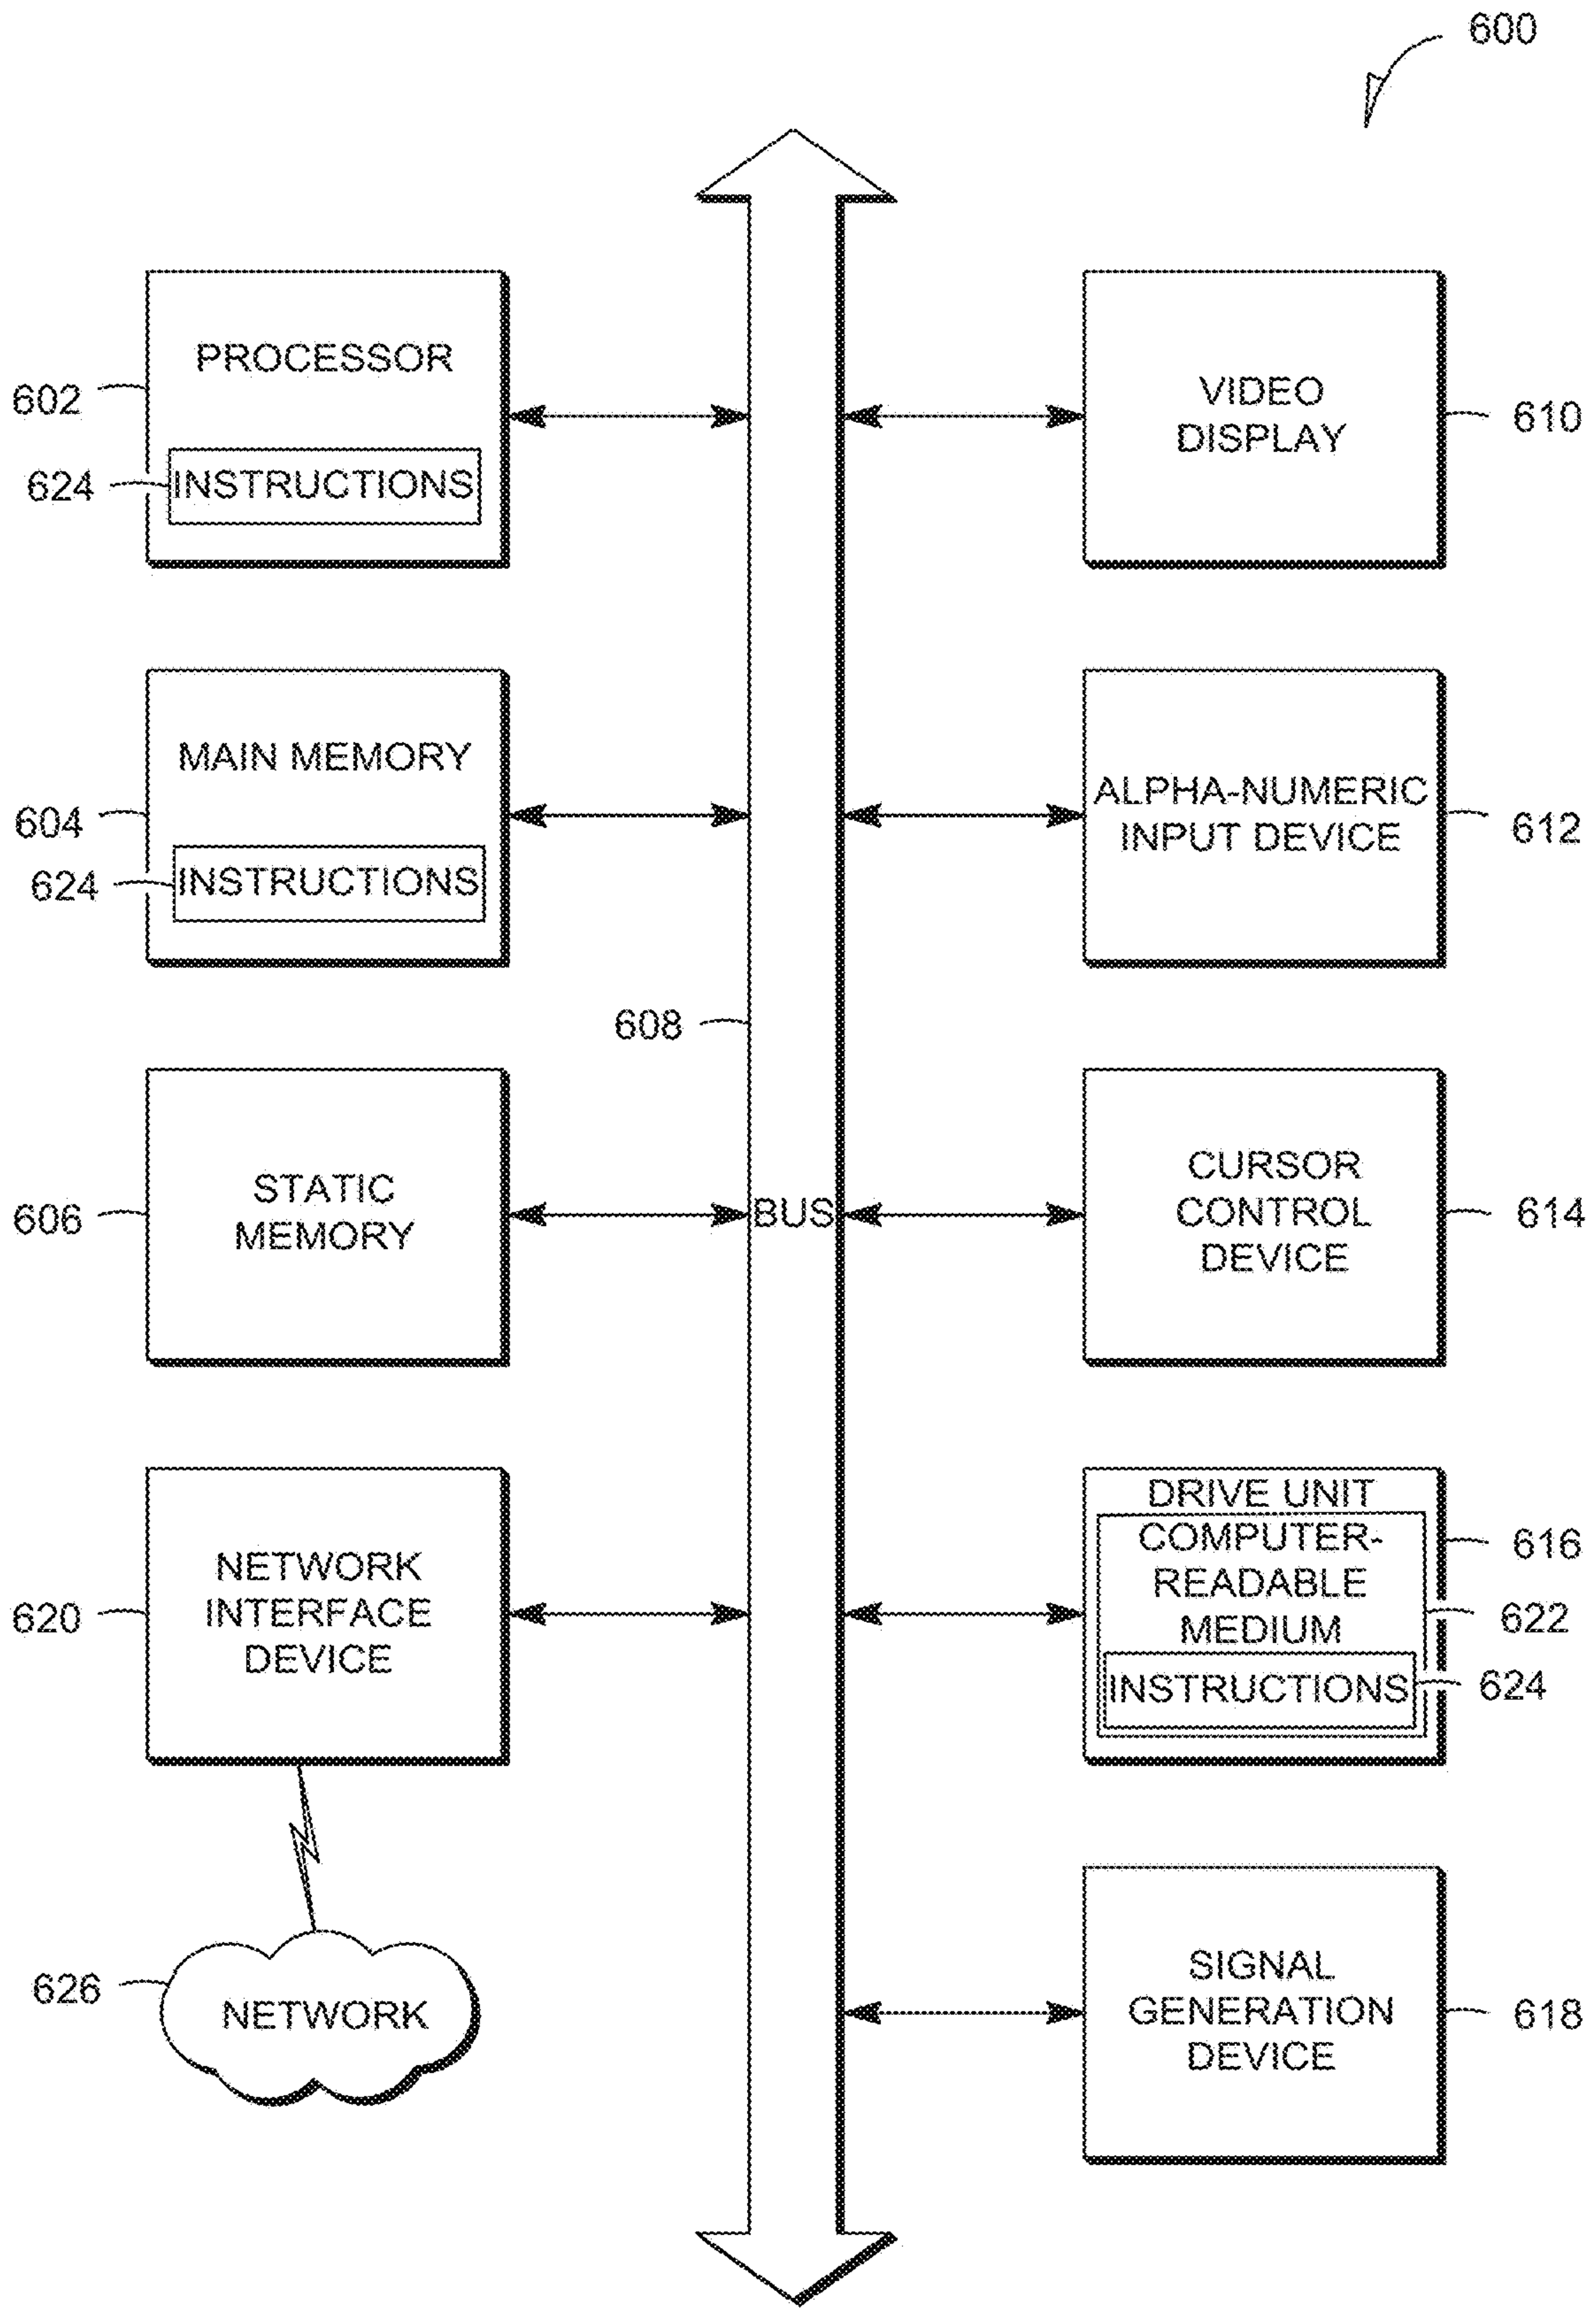 600
PROCESSOR
602
624
INSTRUCTIONS
MAIN MEMORY
604
624
INSTRUCTIONS
608
STATIC
MEMORY
606
NETWORK
INTERFACE
DEVICE
620
626
NETWORK
BUS
VIDEO
DISPLAY
610
ALPHA-NUMERIC
INPUT DEVICE
612
CURSOR
CONTROL
DEVICE
614
DRIVE UNIT
COMPUTER-
READABLE
MEDIUM
616
622
INSTRUCTIONS
624
SIGNAL
GENERATION
DEVICE
618